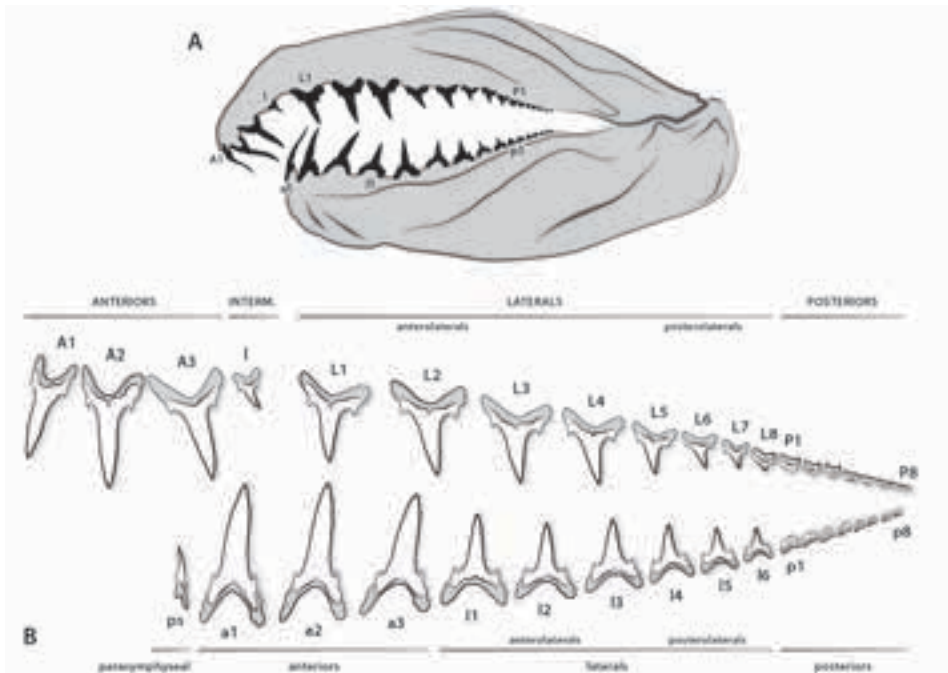 A
L1
I
P1
A1
p1
a1
l1
ANTERIORS INTERM. LATERALS POSTERIORS
anterolaterals posterolaterals
A1 A2 A3 I L1 L2 L3 L4 L5 L6 L7 L8 P1 P8
ps a1 a2 a3 l1 l2 l3 l4 l5 l6 p1 p8
B
anterolaterals posterolaterals
parasymphyseal anteriors laterals posteriors